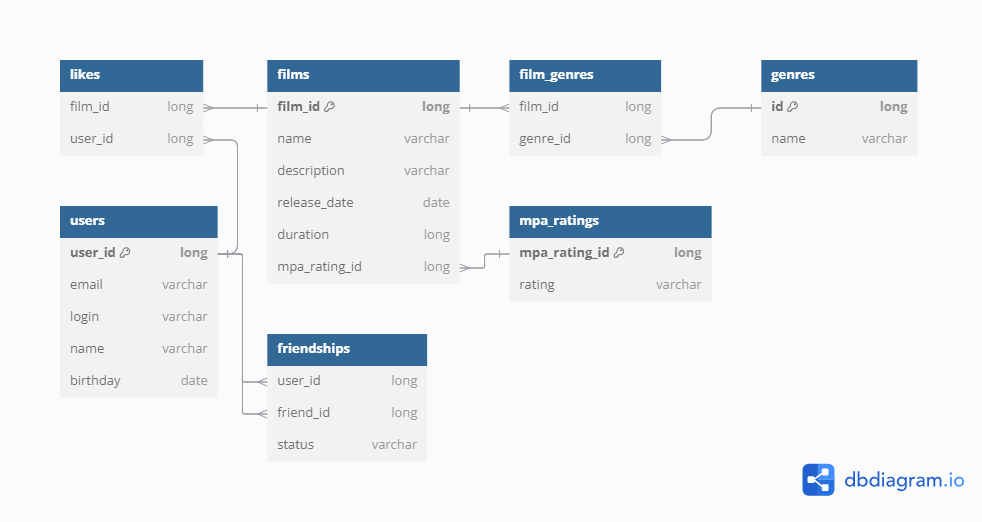 likes
film_id long
user_id long
films
film_id long
name varchar
description varchar
release_date date
duration long
mpa_rating_id long
film_genres
film_id long
genre_id long
genres
id long
name varchar
users
user_id long
email varchar
login varchar
name varchar
birthday date
mpa_ratings
mpa_rating_id long
rating varchar
friendships
user_id long
friend_id long
status varchar
dbdiagram.io